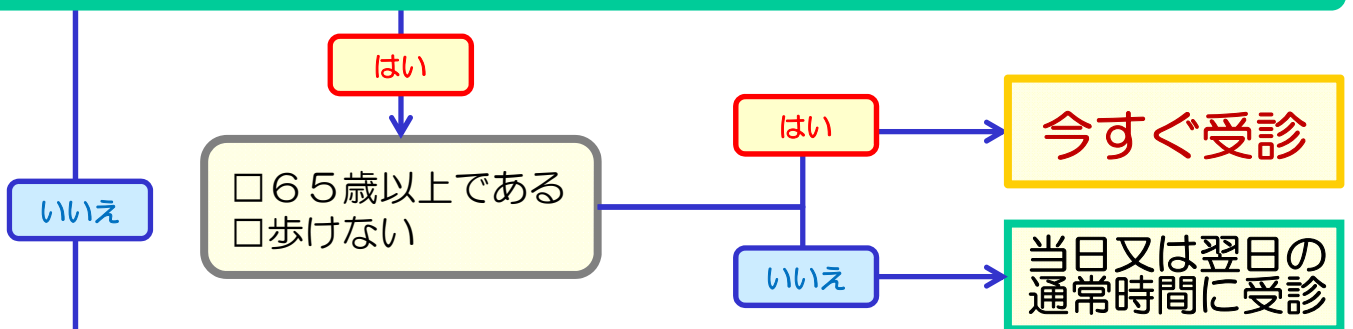 はい
はい
今すぐ受診
□６５歳以上である
□歩けない
いいえ
いいえ
当日又は翌日の
通常時間に受診